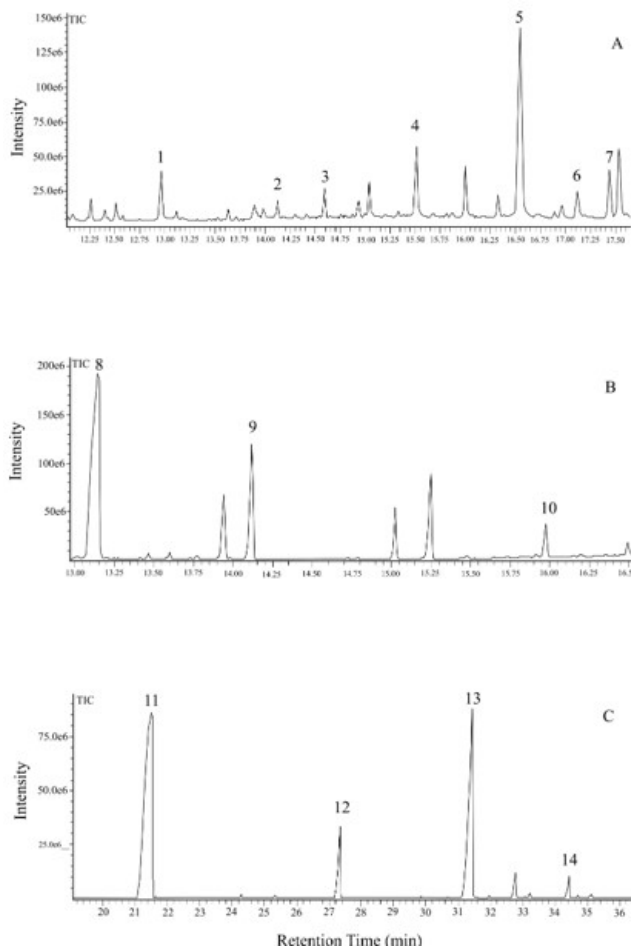 150e6 TIC 5
A
125e6
100e6
Intensity
75.0e6
4
50.0e6
1 2 3 6 7
25.0e6
12.25 12.50 12.75 13.00 13.25 13.50 13.75 14.00 14.25 14.50 14.75 15.00 15.25 15.50 15.75 16.00 16.25 16.50 16.75 17.00 17.25 17.50
200e6 TIC 8
B
150e6
9
Intensity
100e6
10
50e6
13.00 13.25 13.50 13.75 14.00 14.25 14.50 14.75 15.00 15.25 15.50 15.75 16.00 16.25 16.5
TIC 11 13
C
75.0e6
Intensity
50.0e6
12
25.0e6
14
20 21 22 23 24 25 26 27 28 29 30 31 32 33 34 35 36
Retention Time (min)